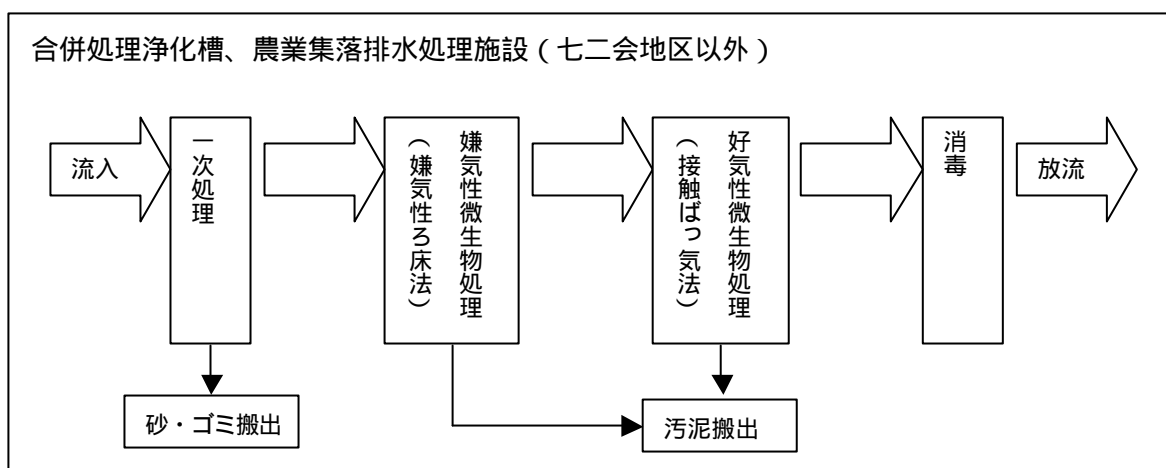 合併処理浄化槽、農業集落排水処理施設（七二会地区以外）
流入
一次処理
嫌気性微生物処理
（嫌気性ろ床法）
好気性微生物処理
（接触ばっ気法）
消毒
放流
砂・ゴミ搬出
汚泥搬出